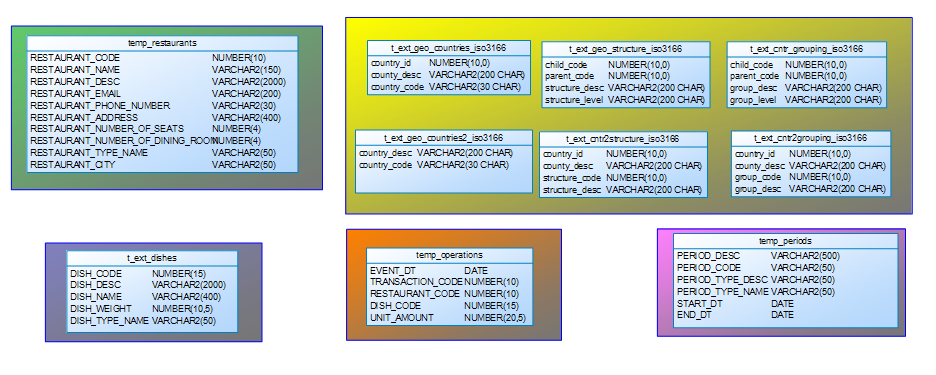 temp_restaurants
RESTAURANT_CODE NUMBER(10)
RESTAURANT_NAME VARCHAR2(150)
RESTAURANT_DESC VARCHAR2(2000)
RESTAURANT_EMAIL VARCHAR2(200)
RESTAURANT_PHONE_NUMBER VARCHAR2(30)
RESTAURANT_ADDRESS VARCHAR2(400)
RESTAURANT_NUMBER_OF_SEATS NUMBER(4)
RESTAURANT_NUMBER_OF_DINING_ROOM NUMBER(4)
RESTAURANT_TYPE_NAME VARCHAR2(50)
RESTAURANT_CITY VARCHAR2(50)
t_ext_geo_countries_iso3166
country_id NUMBER(10,0)
county_desc VARCHAR2(200 CHAR)
country_code VARCHAR2(30 CHAR)
t_ext_geo_structure_iso3166
child_code NUMBER(10,0)
parent_code NUMBER(10,0)
structure_desc VARCHAR2(200 CHAR)
structure_level VARCHAR2(200 CHAR)
t_ext_cntr_grouping_iso3166
child_code NUMBER(10,0)
parent_code NUMBER(10,0)
group_desc VARCHAR2(200 CHAR)
group_level VARCHAR2(200 CHAR)
t_ext_geo_countries2_iso3166
country_desc VARCHAR2(200 CHAR)
country_code VARCHAR2(30 CHAR)
t_ext_cntr2structure_iso3166
country_id NUMBER(10,0)
county_desc VARCHAR2(200 CHAR)
structure_code NUMBER(10,0)
structure_desc VARCHAR2(200 CHAR)
t_ext_cntr2grouping_iso3166
country_id NUMBER(10,0)
county_desc VARCHAR2(200 CHAR)
group_code NUMBER(10,0)
group_desc VARCHAR2(200 CHAR)
t_ext_dishes
DISH_CODE NUMBER(15)
DISH_DESC VARCHAR2(2000)
DISH_NAME VARCHAR2(400)
DISH_WEIGHT NUMBER(10,5)
DISH_TYPE_NAME VARCHAR2(50)
temp_operations
EVENT_DT DATE
TRANSACTION_CODE NUMBER(10)
RESTAURANT_CODE NUMBER(10)
DISH_CODE NUMBER(15)
UNIT_AMOUNT NUMBER(20,5)
temp_periods
PERIOD_DESC VARCHAR2(500)
PERIOD_CODE VARCHAR2(50)
PERIOD_TYPE_DESC VARCHAR2(50)
PERIOD_TYPE_NAME VARCHAR2(50)
START_DT DATE
END_DT DATE